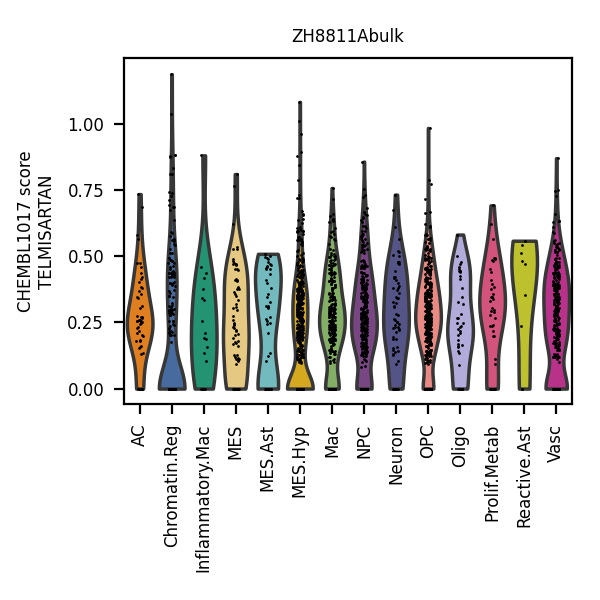 ZH8811Abulk
CHEMBL1017 score
TELMISARTAN
1.00
0.75
0.50
0.25
0.00
AC
Chromatin.Reg
Inflammatory.Mac
MES
MES.Ast
MES.Hyp
Mac
NPC
Neuron
OPC
Oligo
Prolif.Metab
Reactive.Ast
Vasc